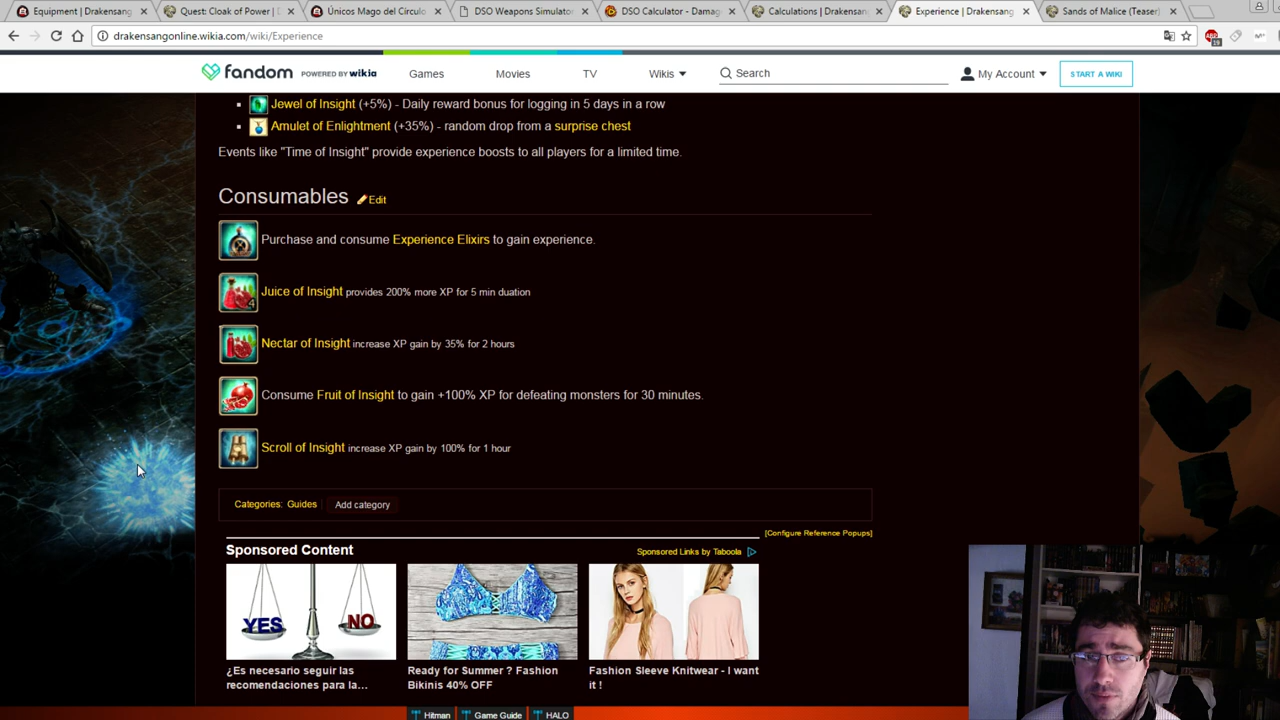 Equipment | Drakensang
Quest: Cloak of Power | D
Únicos Mago del Círculo
DSO Weapons Simulator
DSO Calculator - Damag
Calculations | Drakensan
Experience | Drakensang
Sands of Malice (Teaser)
drakensangonline.wikia.com/wiki/Experience
19
fandom POWERED BY wikia
Games
Movies
TV
Wikis
Search
My Account
START A WIKI
Jewel of Insight (+5%) - Daily reward bonus for logging in 5 days in a row
Amulet of Enlightment (+35%) - random drop from a surprise chest
Events like "Time of Insight" provide experience boosts to all players for a limited time.
Consumables Edit
Purchase and consume Experience Elixirs to gain experience.
4
Juice of Insight provides 200% more XP for 5 min duation
Nectar of Insight increase XP gain by 35% for 2 hours
Consume Fruit of Insight to gain +100% XP for defeating monsters for 30 minutes.
Scroll of Insight increase XP gain by 100% for 1 hour
Categories: Guides Add category
[Configure Reference Popups]
Sponsored Content
Sponsored Links by Taboola
YES NO
¿Es necesario seguir las
recomendaciones para la...
Ready for Summer ? Fashion
Bikinis 40% OFF
Fashion Sleeve Knitwear - I want
it !
Hitman
Game Guide
HALO